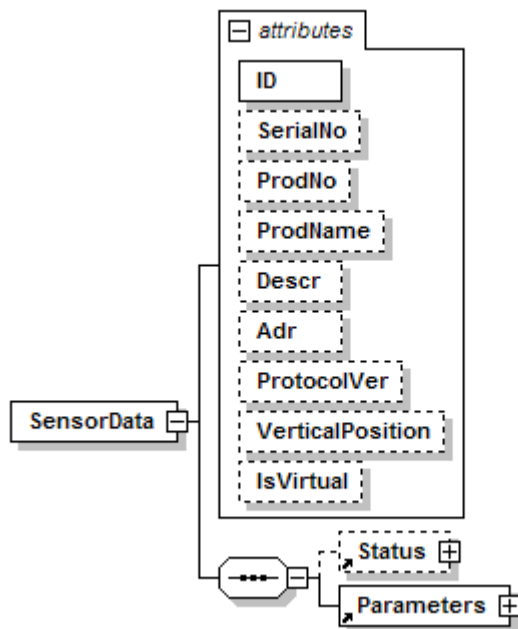 attributes
ID
SerialNo
ProdNo
ProdName
Descr
Adr
ProtocolVer
VerticalPosition
IsVirtual
SensorData
Status
Parameters